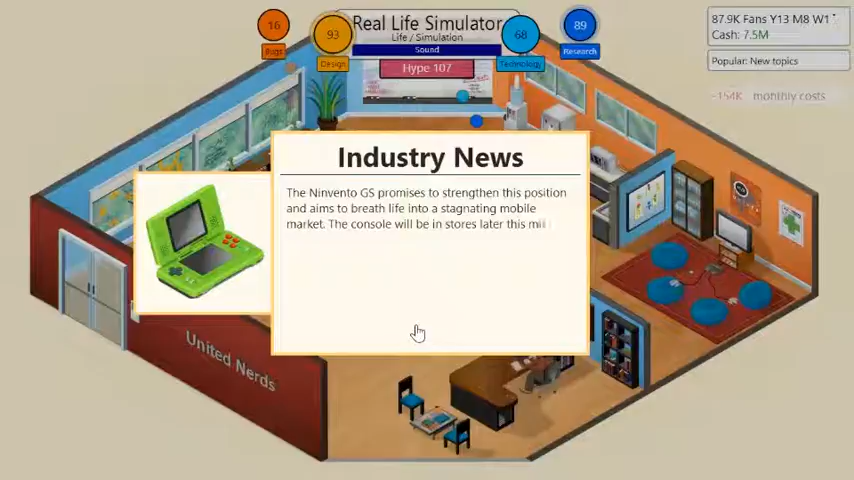 16
Bugs
93
Design
Real Life Simulator
Life / Simulation
Sound
Hype 107
68
Technology
89
Research
87.9K Fans Y13 M8 W1
Cash: 7.5M
Popular: New topics
-154K monthly costs
Industry News
The Ninvento GS promises to strengthen this position
and aims to breath life into a stagnating mobile
market. The console will be in stores later this
United Nerds